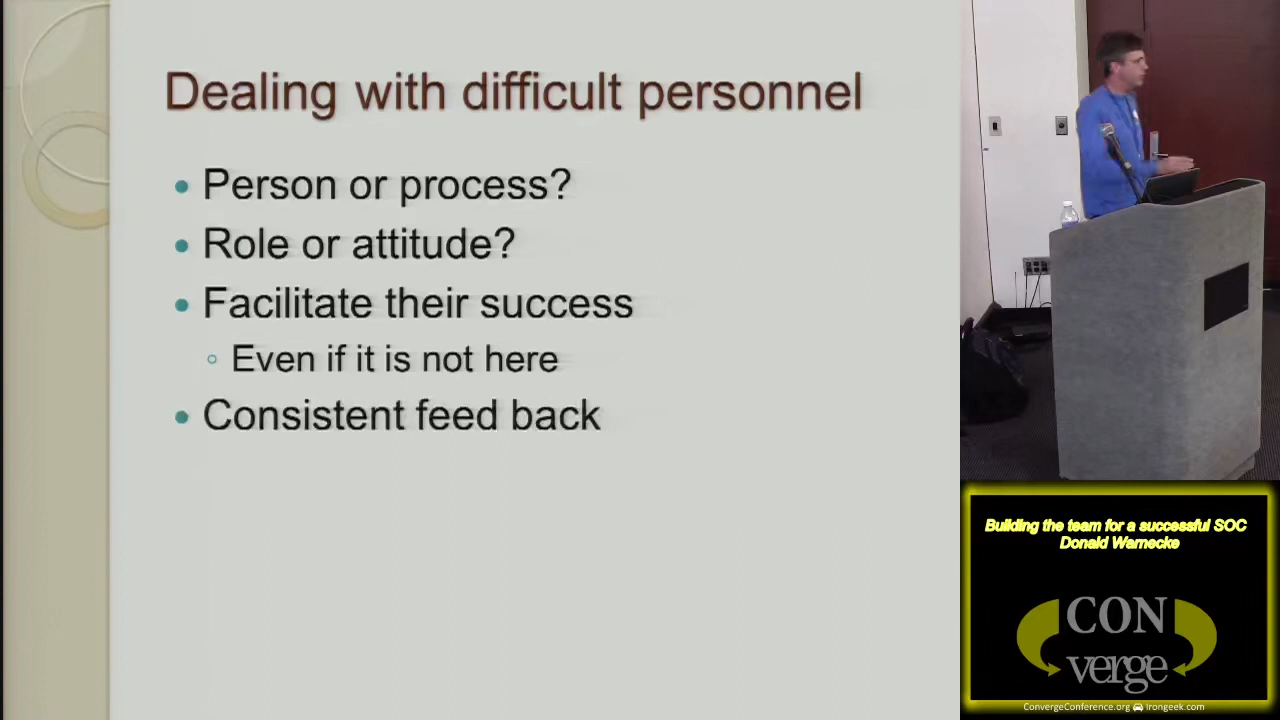 Dealing with difficult personnel
Person or process?
Role or attitude?
Facilitate their success
Even if it is not here
Consistent feed back
Building the team for a successful SOC
Donald Warnecke
CON
verge
ConvergeConference.org Irongeek.com